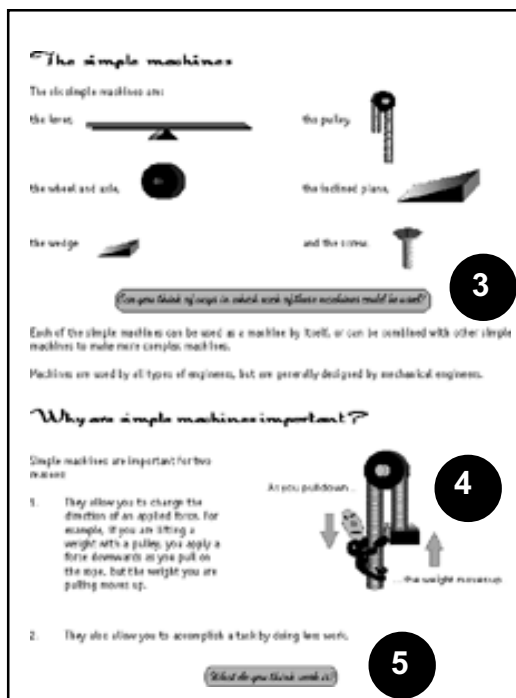 The simple machines
The six simple machines are:
the lever,
the pulley,
the wheel and axle,
the inclined plane,
the wedge
and the screw.
Can you think of ways in which each of these machines could be used?
3
Each of the simple machines can be used as a machine by itself, or can be combined with other simple
machines to make more complex machines.
Machines are used by all types of engineers, but are generally designed by mechanical engineers.
Why are simple machines important?
Simple machines are important for two
reasons:
As you pull down...
4
1. They allow you to change the
direction of an applied force. For
example, if you are lifting a
weight with a pulley, you apply a
force downwards as you pull on
the rope, but the weight you are
pulling moves up.
... the weight moves up.
2. They also allow you to accomplish a task by doing less work.
What do you think work is?
5